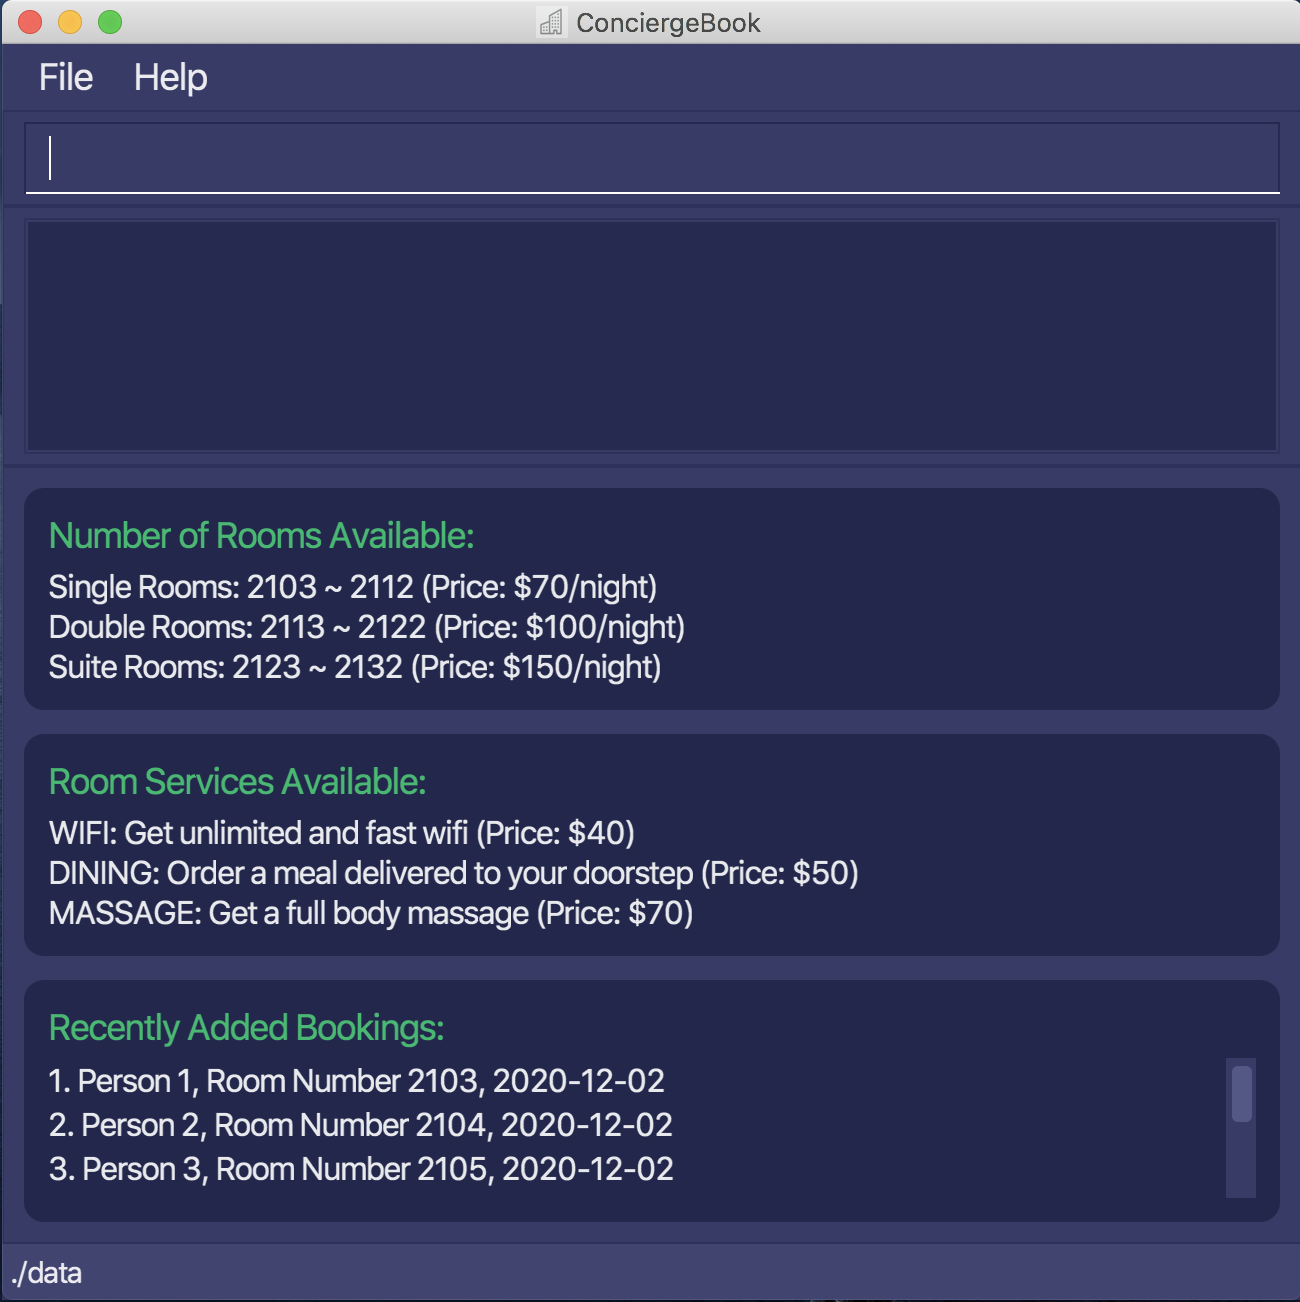 ConciergeBook
File Help
Number of Rooms Available:
Single Rooms: 2103 ~ 2112 (Price: $70/night)
Double Rooms: 2113 ~ 2122 (Price: $100/night)
Suite Rooms: 2123 ~ 2132 (Price: $150/night)
Room Services Available:
WIFI: Get unlimited and fast wifi (Price: $40)
DINING: Order a meal delivered to your doorstep (Price: $50)
MASSAGE: Get a full body massage (Price: $70)
Recently Added Bookings:
1. Person 1, Room Number 2103, 2020-12-02
2. Person 2, Room Number 2104, 2020-12-02
3. Person 3, Room Number 2105, 2020-12-02
./data